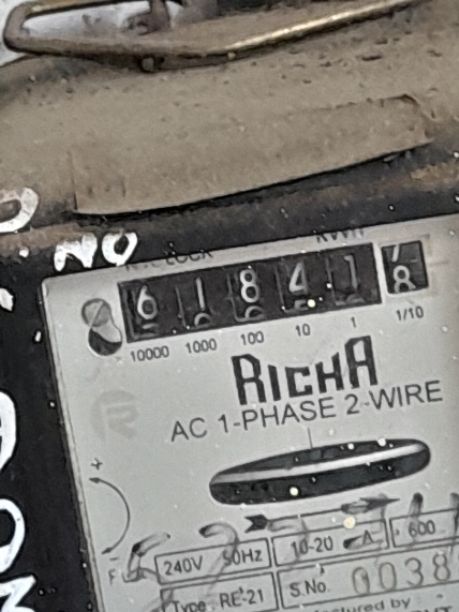 NO
KWH
6 1 8 4 1 8
10000 1000 100 10 1 1/10
RICHA
AC 1-PHASE 2-WIRE
240V 50Hz 10-20 A 600
Type RE-21 S.No. 0038